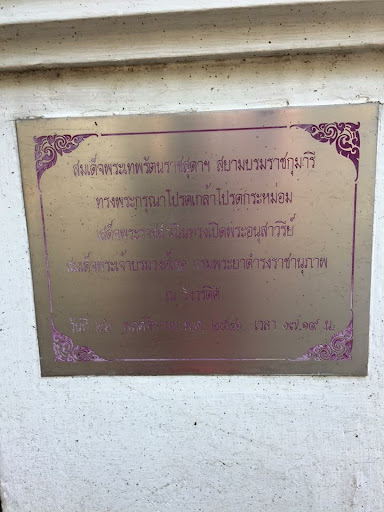 สมเด็จพระเทพรัตนราชสุดาฯ สยามบรมราชกุมารี
ทรงพระกรุณาโปรดเกล้าโปรดกระหม่อม
เสด็จพระราชดำเนินทรงเปิดพระอนุสาวรีย์
สมเด็จพระเจ้าบรมวงศ์เธอ กรมพระยาดำรงราชานุภาพ
ณ วังวรดิศ
วันที่ เวลา ๑๗.๑๙ น.